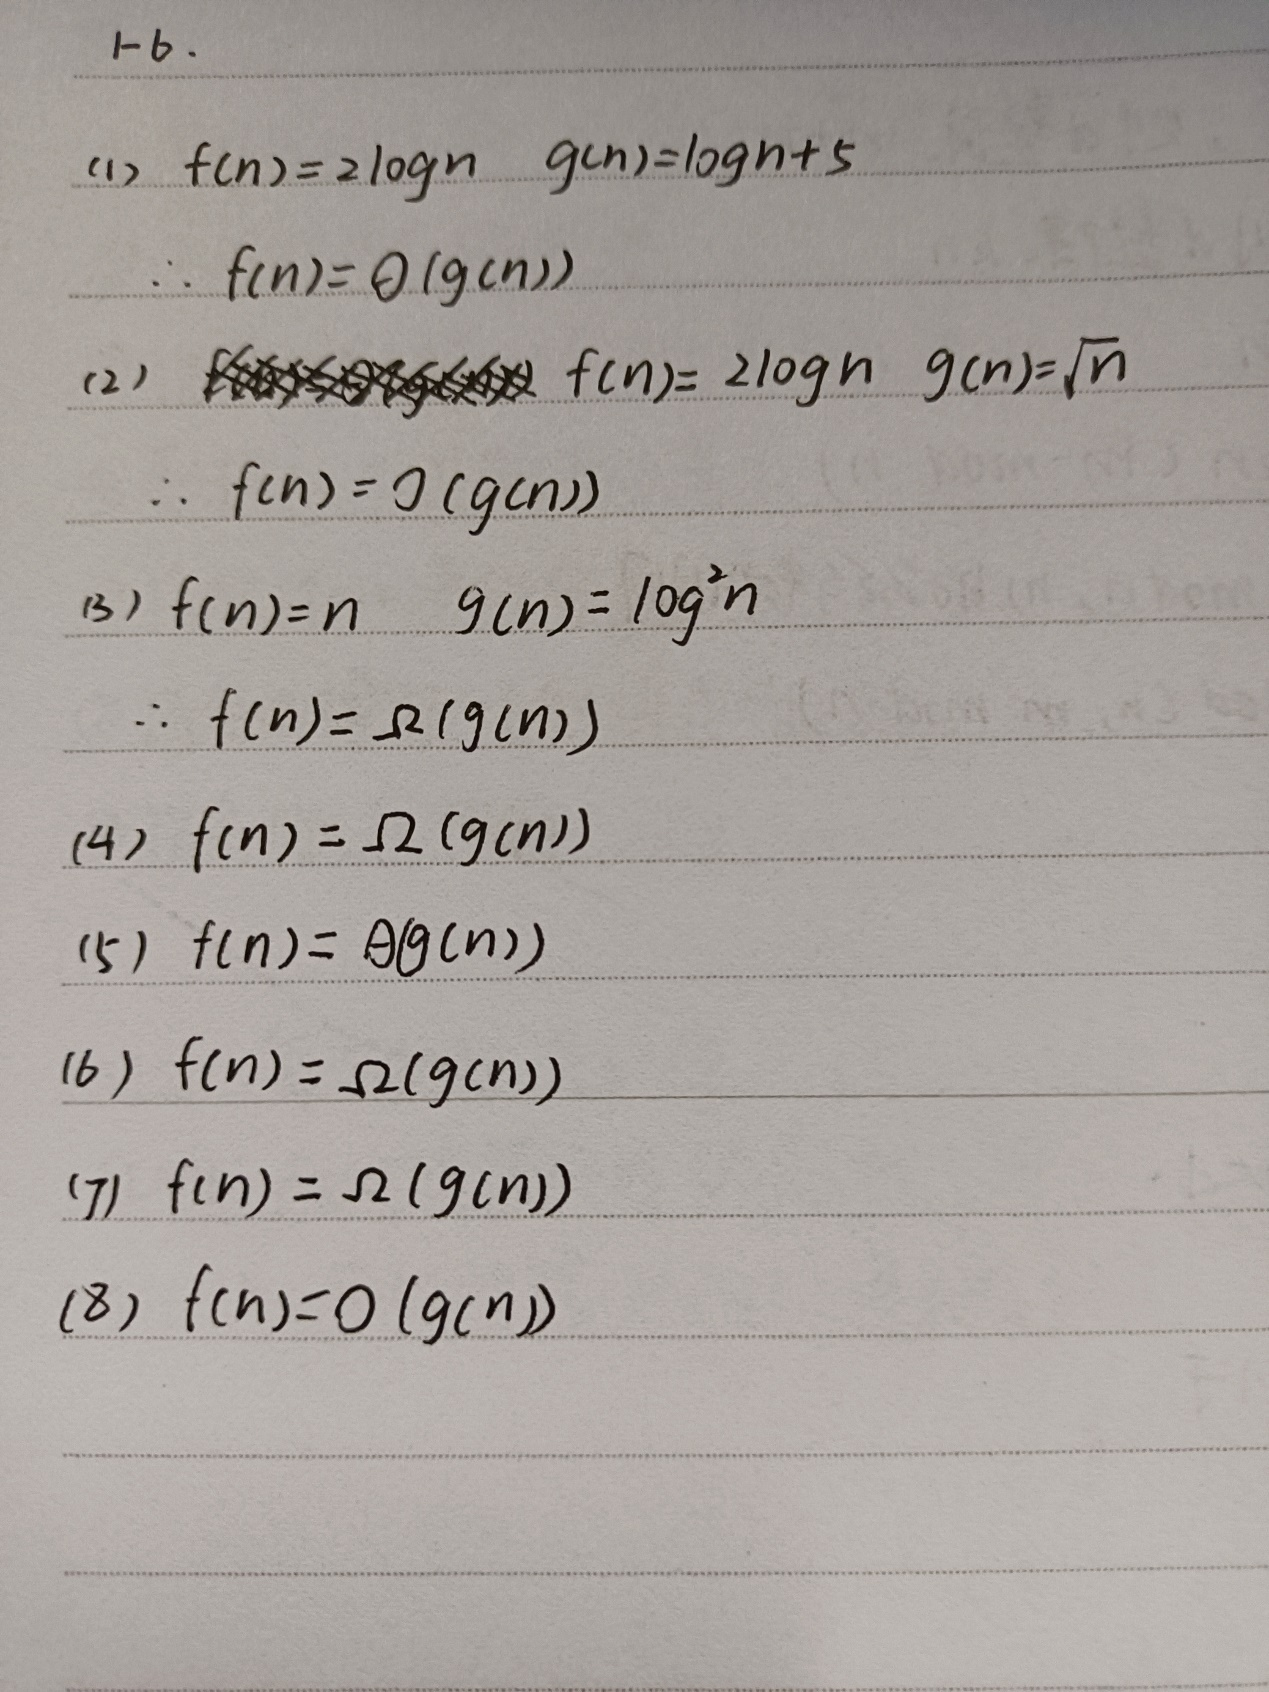 1-6.
(1) f(n)=2logn g(n)=logn+5
∴ f(n)=Θ(g(n))
(2) f(n)=2logn g(n)=√n
∴ f(n)=O(g(n))
(3) f(n)=n g(n)=log²n
∴ f(n)=Ω(g(n))
(4) f(n)=Ω(g(n))
(5) f(n)=Θ(g(n))
(6) f(n)=Ω(g(n))
(7) f(n)=Ω(g(n))
(8) f(n)=O(g(n))